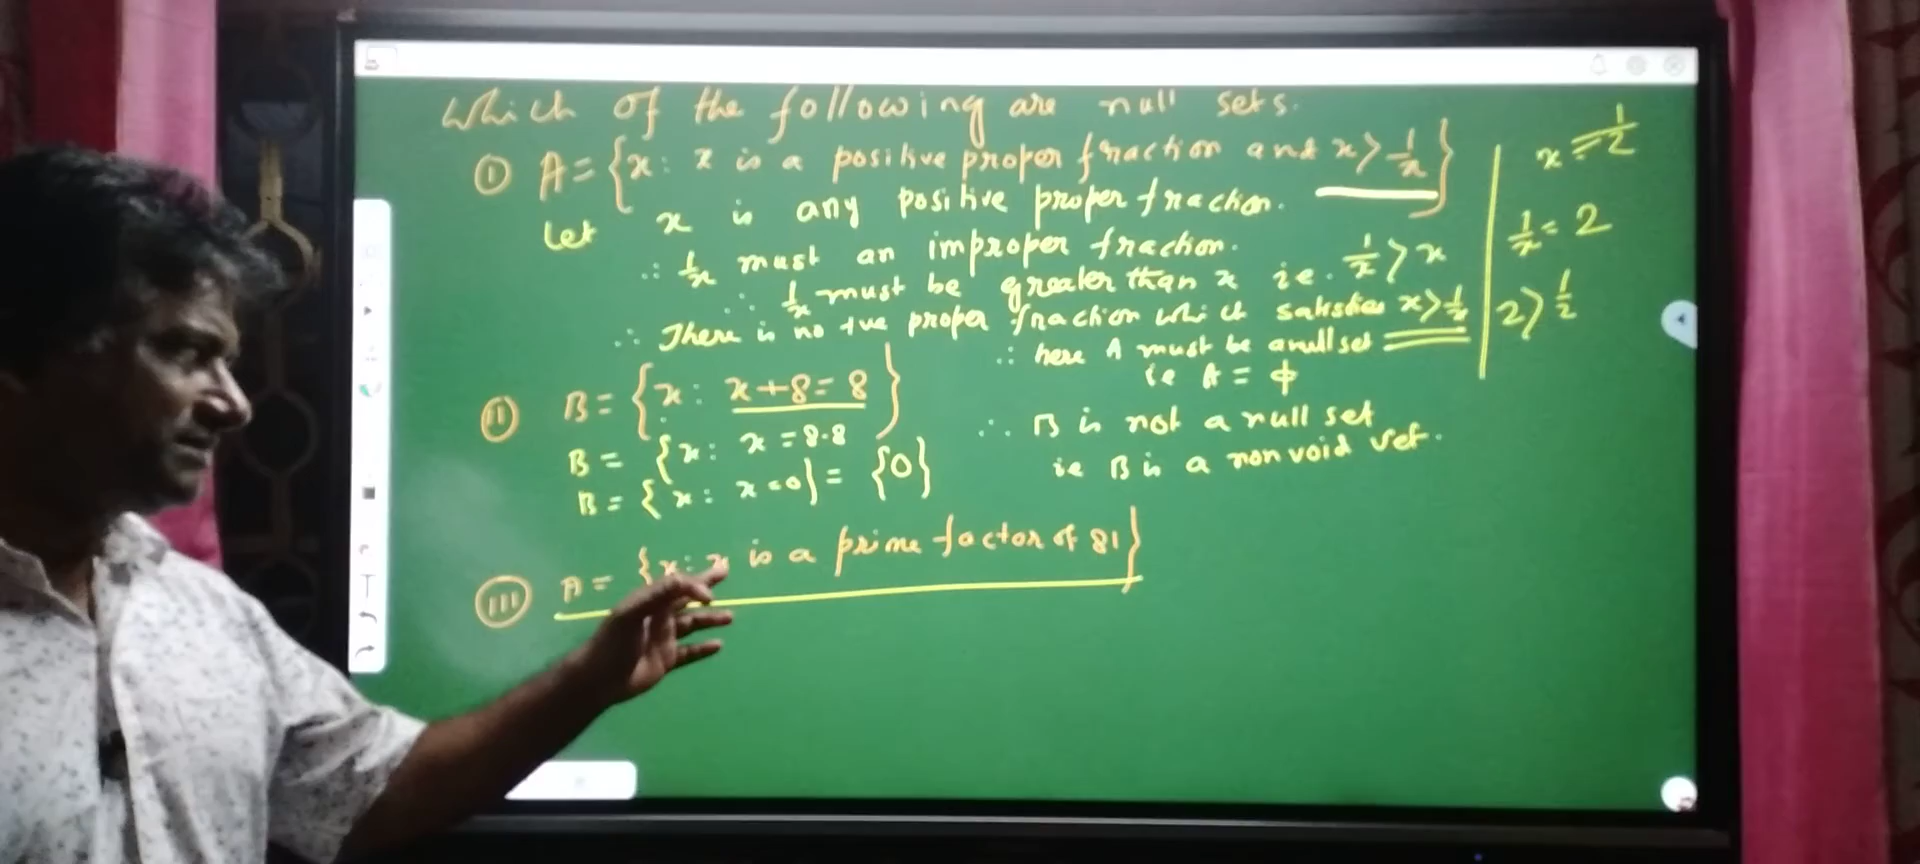 Which of the following are null sets.
(I) A = {x : x is a positive proper fraction and x > 1/x}
Let x is any positive proper fraction.
∴ 1/x must an improper fraction.
∴ 1/x must be greater than x ie. 1/x > x
∴ There is no +ve proper fraction which satisfies x > 1/x
∴ here A must be a null set
ie A = ϕ
x = 1/2
1/x = 2
2 > 1/2
(II) B = {x : x + 8 = 8}
B = {x : x = 8-8
B = {x : x = 0} = {0}
∴ B is not a null set
ie B is a non void set.
(III) A = {x : x is a prime factor of 81}